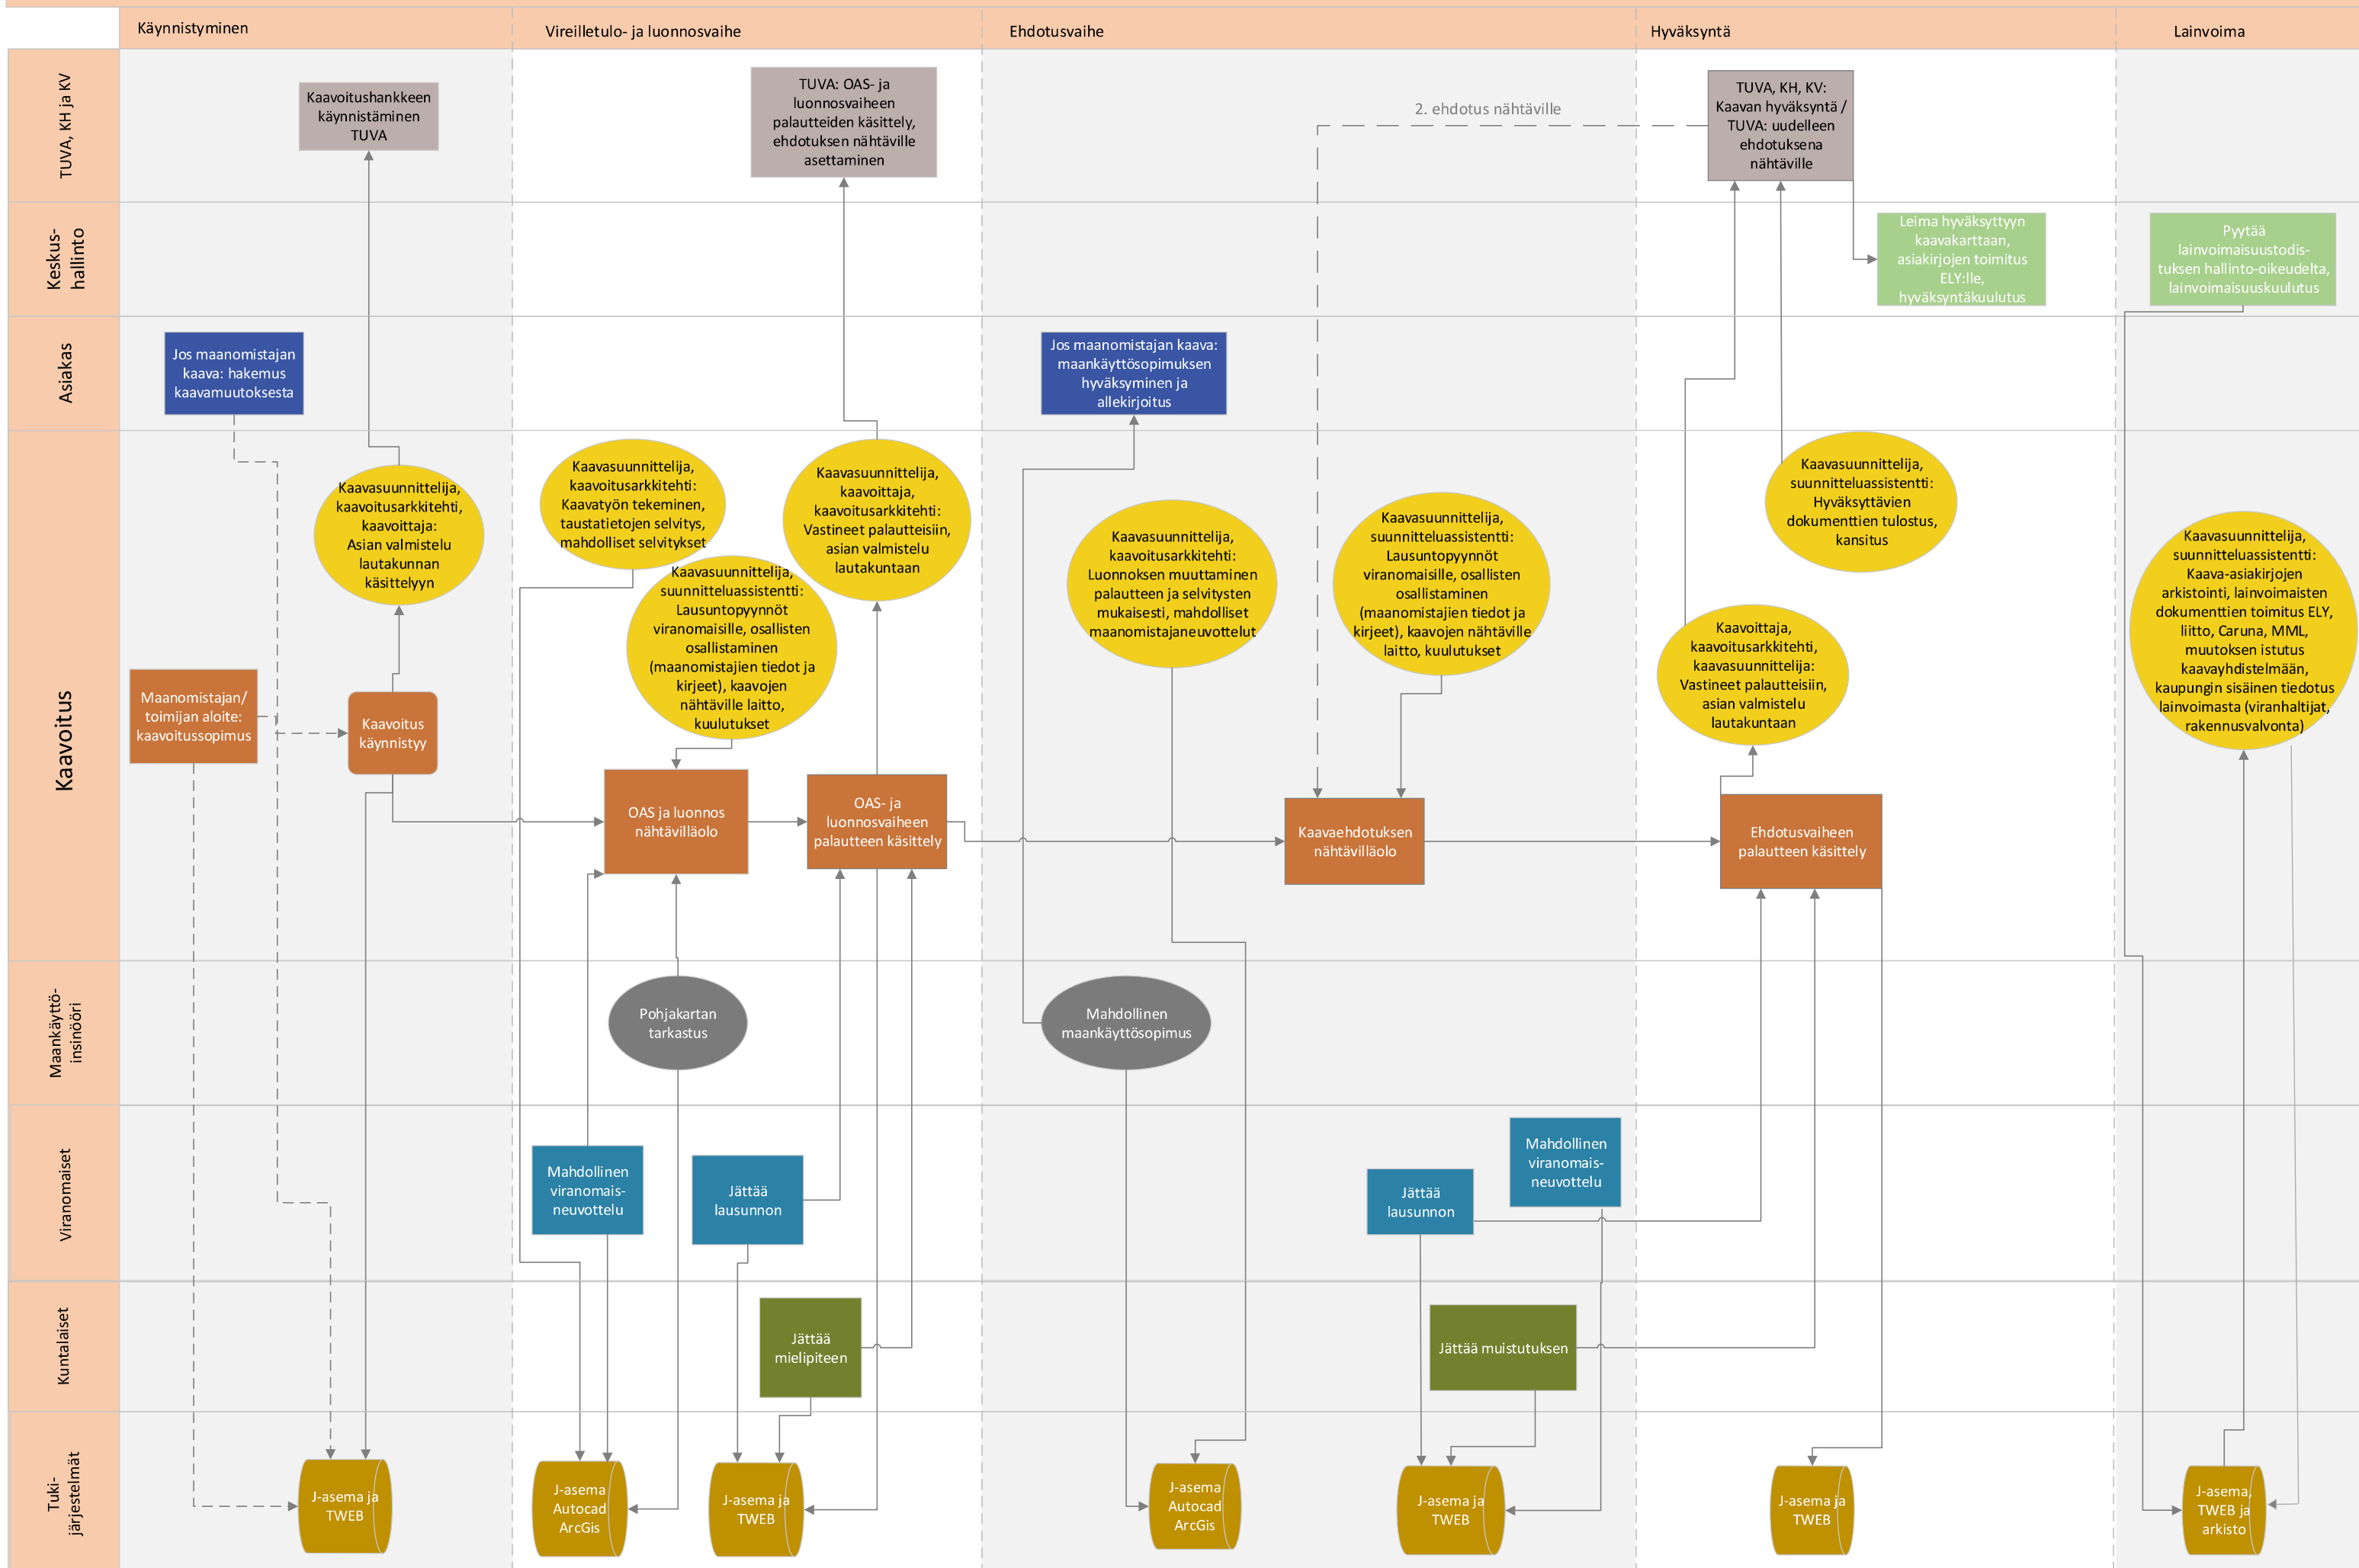 Käynnistyminen
Vireilletulo- ja luonnosvaihe
Ehdotusvaihe
Hyväksyntä
Lainvoima
TUVA, KH ja KV
Kaavoitushankkeen
käynnistäminen
TUVA
TUVA: OAS- ja
luonnosvaiheen
palautteiden käsittely,
ehdotuksen nähtäville
asettaminen
2. ehdotus nähtäville
TUVA, KH, KV:
Kaavan hyväksyntä /
TUVA: uudelleen
ehdotuksena
nähtäville
Keskus-
hallinto
Leima hyväksyttyyn
kaavakarttaan,
asiakirjojen toimitus
ELY:lle,
hyväksyntäkuulutus
Pyytää
lainvoimaisuustodis-
tuksen hallinto-oikeudelta,
lainvoimaisuuskuulutus
Asiakas
Jos maanomistajan
kaava: hakemus
kaavamuutoksesta
Jos maanomistajan kaava:
maankäyttösopimuksen
hyväksyminen ja
allekirjoitus
Kaavoitus
Kaavasuunnittelija,
kaavoitusarkkitehti,
kaavoittaja:
Asian valmistelu
lautakunnan
käsittelyyn
Kaavasuunnittelija,
kaavoitusarkkitehti:
Kaavatyön tekeminen,
taustatietojen selvitys,
mahdolliset selvitykset
Kaavasuunnittelija,
kaavoittaja,
kaavoitusarkkitehti:
Vastineet palautteisiin,
asian valmistelu
lautakuntaan
Kaavasuunnittelija,
suunnitteluassistentti:
Lausuntopyynnöt
viranomaisille, osallisten
osallistaminen
(maanomistajien tiedot ja
kirjeet), kaavojen
nähtäville laitto,
kuulutukset
Kaavasuunnittelija,
kaavoitusarkkitehti:
Luonnoksen muuttaminen
palautteen ja selvitysten
mukaisesti, mahdolliset
maanomistajaneuvottelut
Kaavasuunnittelija,
suunnitteluassistentti:
Lausuntopyynnöt
viranomaisille, osallisten
osallistaminen
(maanomistajien tiedot ja
kirjeet), kaavojen nähtäville
laitto, kuulutukset
Kaavasuunnittelija,
suunnitteluassistentti:
Hyväksyttävien
dokumenttien tulostus,
kansitus
Kaavoittaja,
kaavoitusarkkitehti,
kaavasuunnittelija:
Vastineet palautteisiin,
asian valmistelu
lautakuntaan
Kaavasuunnittelija,
suunnitteluassistentti:
Kaava-asiakirjojen
arkistointi, lainvoimaisten
dokumenttien toimitus ELY,
liitto, Caruna, MML,
muutoksen istutus
kaavayhdistelmään,
kaupungin sisäinen tiedotus
lainvoimasta (viranhaltijat,
rakennusvalvonta)
Maanomistajan/
toimijan aloite:
kaavoitussopimus
Kaavoitus
käynnistyy
OAS ja luonnos
nähtävilläolo
OAS- ja
luonnosvaiheen
palautteen käsittely
Kaavaehdotuksen
nähtävilläolo
Ehdotusvaiheen
palautteen käsittely
Maankäyttö-
insinööri
Pohjakartan
tarkastus
Mahdollinen
maankäyttösopimus
Viranomaiset
Mahdollinen
viranomais-
neuvottelu
Jättää
lausunnon
Jättää
lausunnon
Mahdollinen
viranomais-
neuvottelu
Kuntalaiset
Jättää
mielipiteen
Jättää muistutuksen
Tuki-
järjestelmät
J-asema ja
TWEB
J-asema
Autocad
ArcGis
J-asema ja
TWEB
J-asema
Autocad
ArcGis
J-asema ja
TWEB
J-asema ja
TWEB
J-asema,
TWEB ja
arkisto